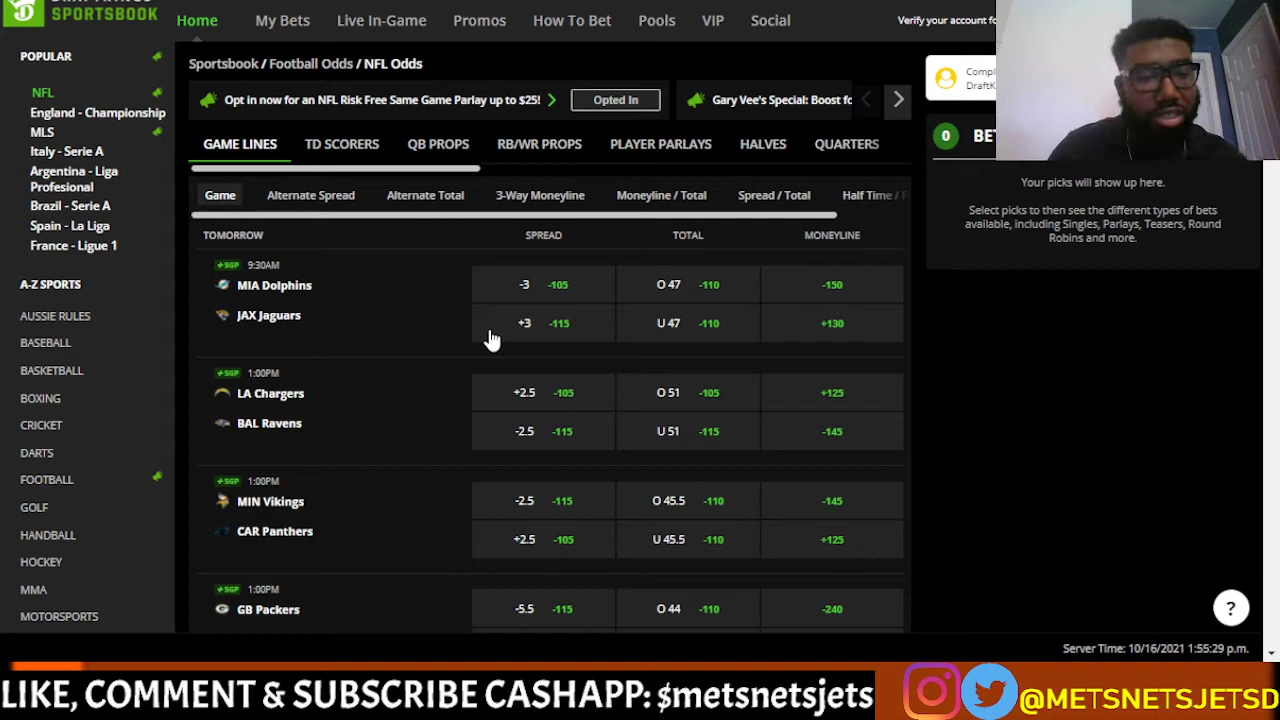 SPORTSBOOK
Home My Bets Live In-Game Promos How To Bet Pools VIP Social
Verify your account fo
POPULAR
NFL
England - Championship
MLS
Italy - Serie A
Argentina - Liga
Profesional
Brazil - Serie A
Spain - La Liga
France - Ligue 1
A-Z SPORTS
AUSSIE RULES
BASEBALL
BASKETBALL
BOXING
CRICKET
DARTS
FOOTBALL
GOLF
HANDBALL
HOCKEY
MMA
MOTORSPORTS
Sportsbook / Football Odds / NFL Odds
Opt in now for an NFL Risk Free Same Game Parlay up to $25! Opted In Gary Vee's Special: Boost fo
GAME LINES TD SCORERS QB PROPS RB/WR PROPS PLAYER PARLAYS HALVES QUARTERS
Game Alternate Spread Alternate Total 3-Way Moneyline Moneyline / Total Spread / Total Half Time / F
TOMORROW SPREAD TOTAL MONEYLINE
+SGP 9:30AM
MIA Dolphins -3 -105 O 47 -110 -150
JAX Jaguars +3 -115 U 47 -110 +130
+SGP 1:00PM
LA Chargers +2.5 -105 O 51 -105 +125
BAL Ravens -2.5 -115 U 51 -115 -145
+SGP 1:00PM
MIN Vikings -2.5 -115 O 45.5 -110 -145
CAR Panthers +2.5 -105 U 45.5 -110 +125
+SGP 1:00PM
GB Packers -5.5 -115 O 44 -110 -240
Compl
DraftK
0 BET
Your picks will show up here.
Select picks to then see the different types of bets
available, including Singles, Parlays, Teasers, Round
Robins and more.
?
Server Time: 10/16/2021 1:55:29 p.m.
LIKE, COMMENT & SUBSCRIBE CASHAPP: $metsnetsjets
@METSNETSJETSD